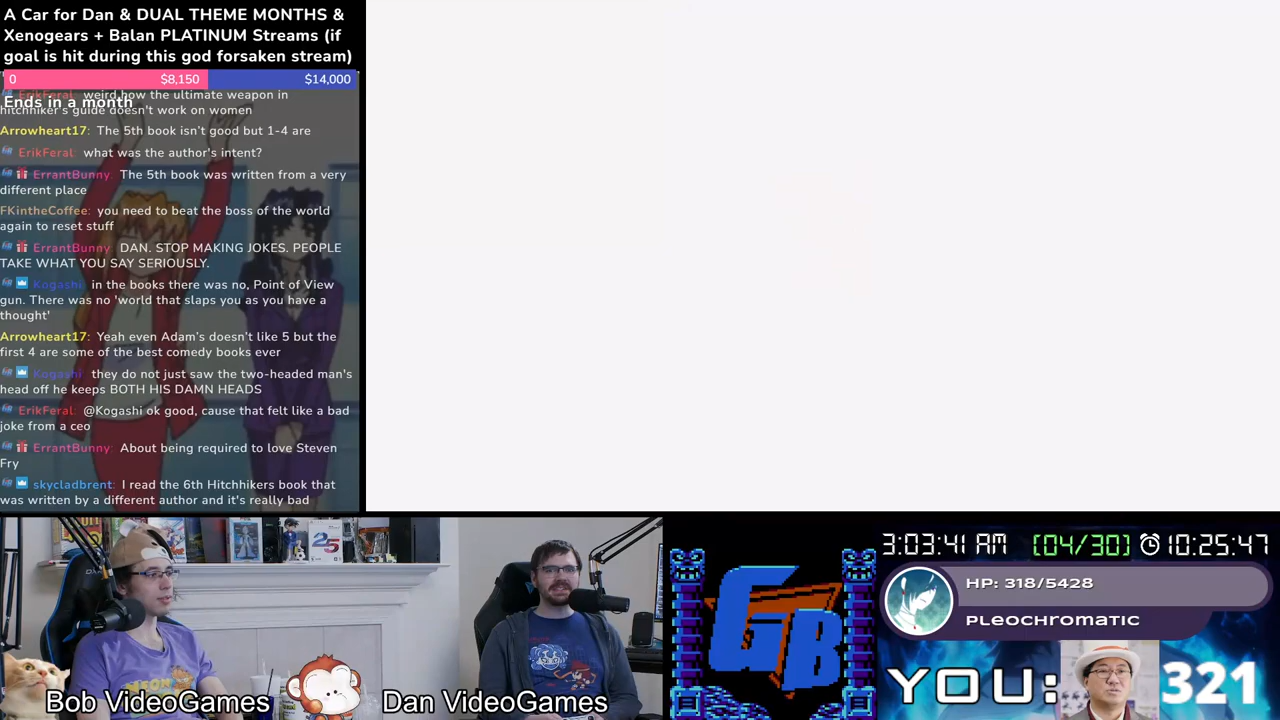 A Car for Dan & DUAL THEME MONTHS &
Xenogears + Balan PLATINUM Streams (if
goal is hit during this god forsaken stream)
0 $8,150 $14,000
Ends in a month
ErikFeral: weird how the ultimate weapon in
hitchhiker's guide doesn't work on women
Arrowheart17: The 5th book isn't good but 1-4 are
ErikFeral: what was the author's intent?
ErrantBunny: The 5th book was written from a very
different place
FKintheCoffee: you need to beat the boss of the world
again to reset stuff
ErrantBunny: DAN. STOP MAKING JOKES. PEOPLE
TAKE WHAT YOU SAY SERIOUSLY.
Kogashi: in the books there was no, Point of View
gun. There was no 'world that slaps you as you have a
thought'
Arrowheart17: Yeah even Adam's doesn't like 5 but the
first 4 are some of the best comedy books ever
Kogashi: they do not just saw the two-headed man's
head off he keeps BOTH HIS DAMN HEADS
ErikFeral: @Kogashi ok good, cause that felt like a bad
joke from a ceo
ErrantBunny: About being required to love Steven
Fry
skycladbrent: I read the 6th Hitchhikers book that
was written by a different author and it's really bad
25
Bob VideoGames
Dan VideoGames
GB
3:03:41 AM [04/30] 10:25:47
HP: 318/5428
Pleochromatic
YOU: 321